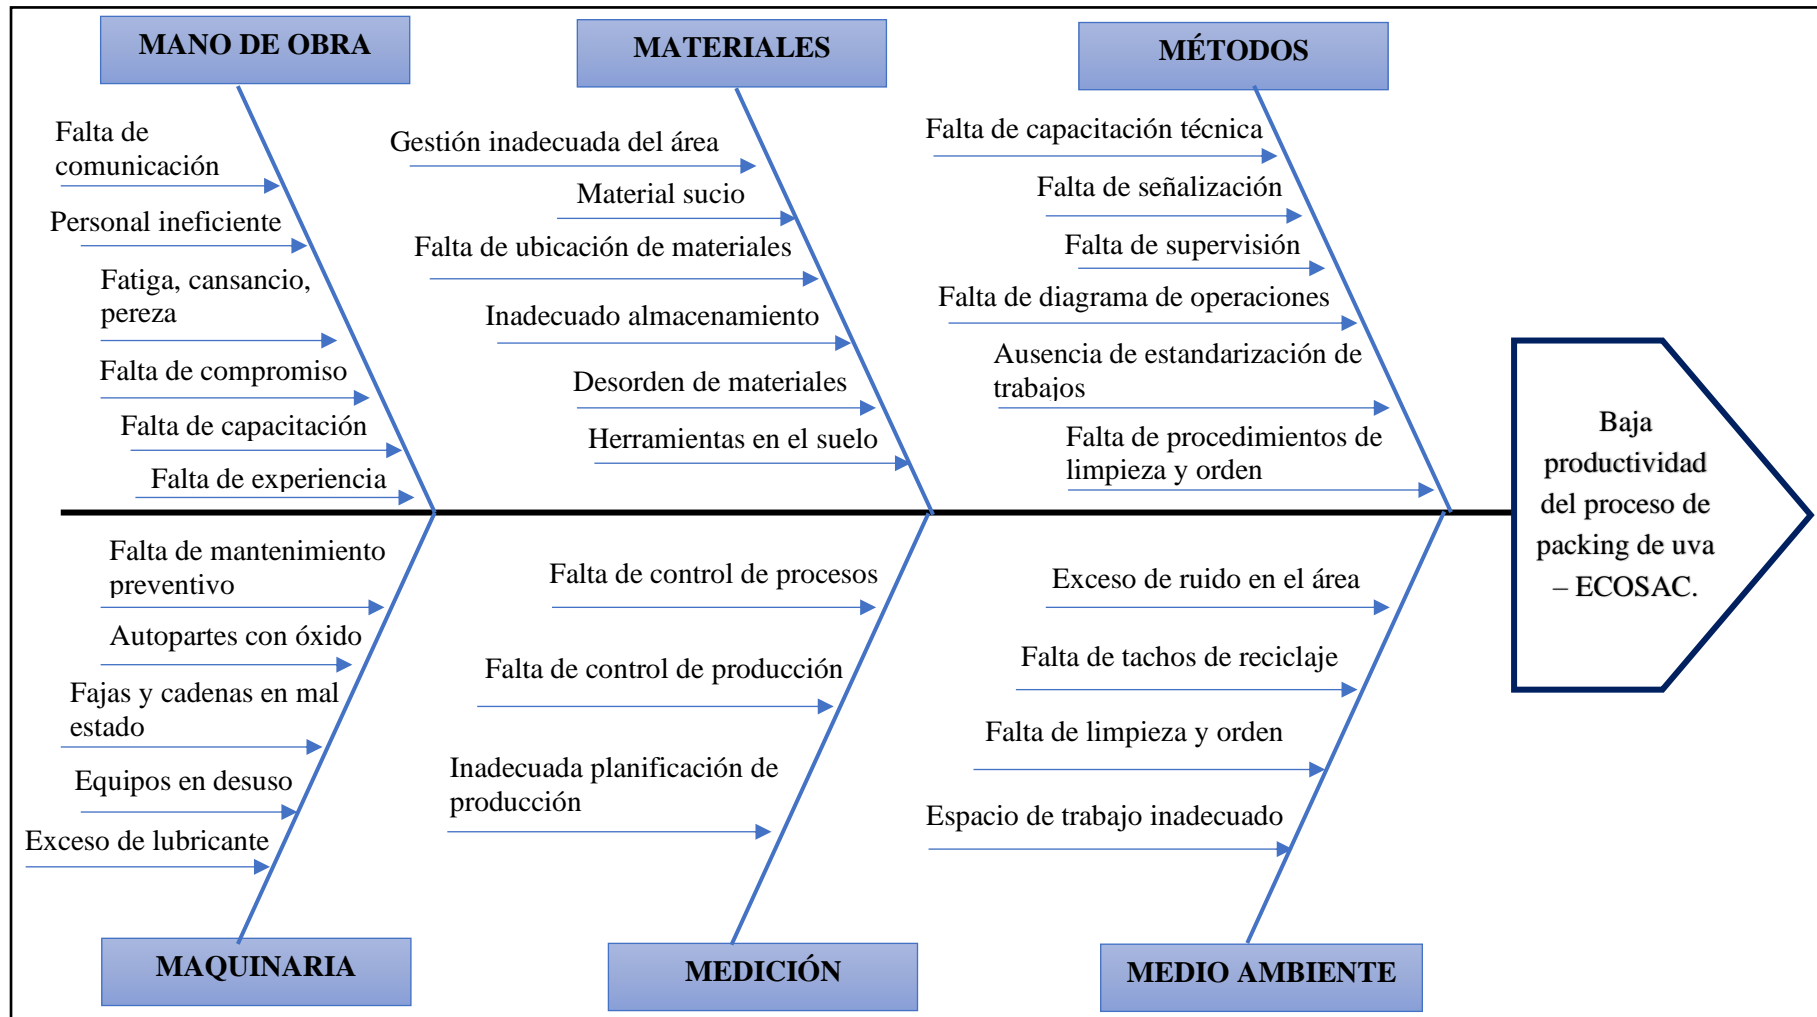 MANO DE OBRA
Falta de
comunicación
Personal ineficiente
Fatiga, cansancio,
pereza
Falta de compromiso
Falta de capacitación
Falta de experiencia
MATERIALES
Gestión inadecuada del área
Material sucio
Falta de ubicación de materiales
Inadecuado almacenamiento
Desorden de materiales
Herramientas en el suelo
MÉTODOS
Falta de capacitación técnica
Falta de señalización
Falta de supervisión
Falta de diagrama de operaciones
Ausencia de estandarización de
trabajos
Falta de procedimientos de
limpieza y orden
Baja
productividad
del proceso de
packing de uva
– ECOSAC.
Falta de mantenimiento
preventivo
Autopartes con óxido
Fajas y cadenas en mal
estado
Equipos en desuso
Exceso de lubricante
MAQUINARIA
Falta de control de procesos
Falta de control de producción
Inadecuada planificación de
producción
MEDICIÓN
Exceso de ruido en el área
Falta de tachos de reciclaje
Falta de limpieza y orden
Espacio de trabajo inadecuado
MEDIO AMBIENTE